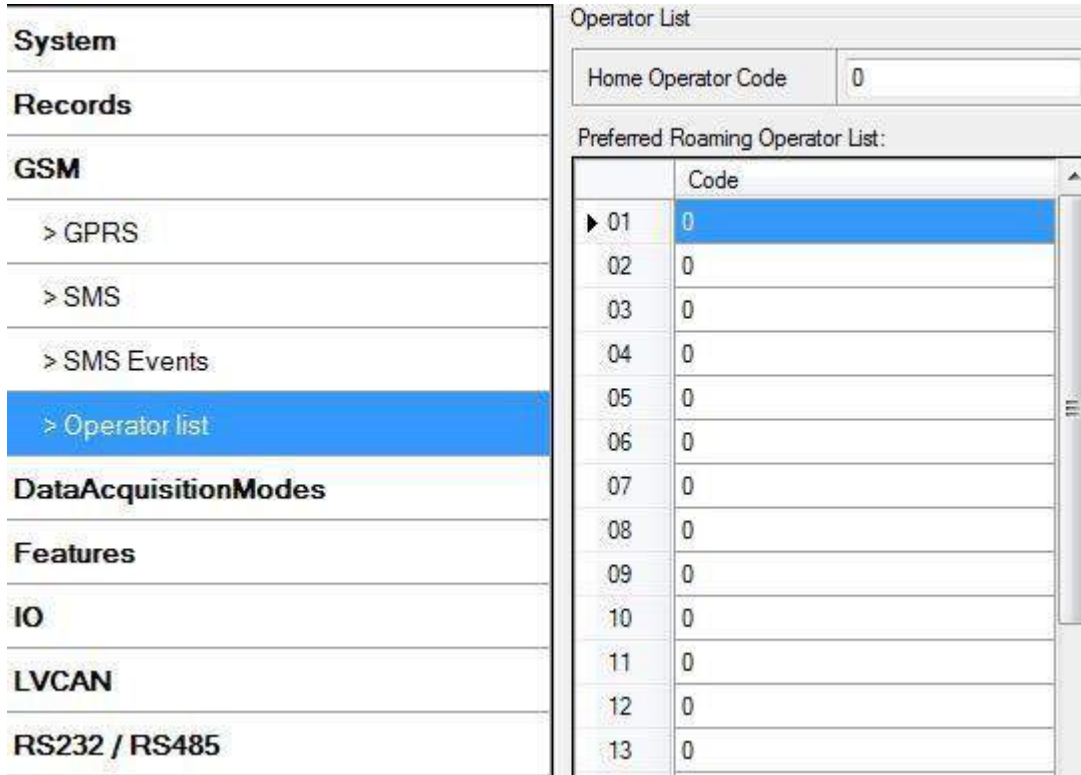 System
Records
GSM
> GPRS
> SMS
> SMS Events
> Operator list
DataAcquisitionModes
Features
IO
LVCAN
RS232 / RS485
Operator List
Home Operator Code 0
Preferred Roaming Operator List:
Code
01 0
02 0
03 0
04 0
05 0
06 0
07 0
08 0
09 0
10 0
11 0
12 0
13 0